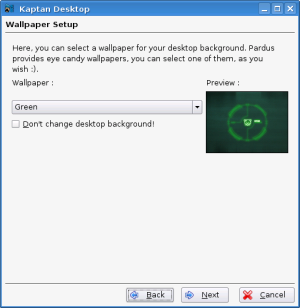 Kaptan Desktop
Wallpaper Setup
Here, you can select a wallpaper for your desktop background. Pardus
provides eye candy wallpapers, you can select one of them, as you
wish :).
Wallpaper :
Preview :
Green
Don't change desktop background!
Back
Next
Cancel